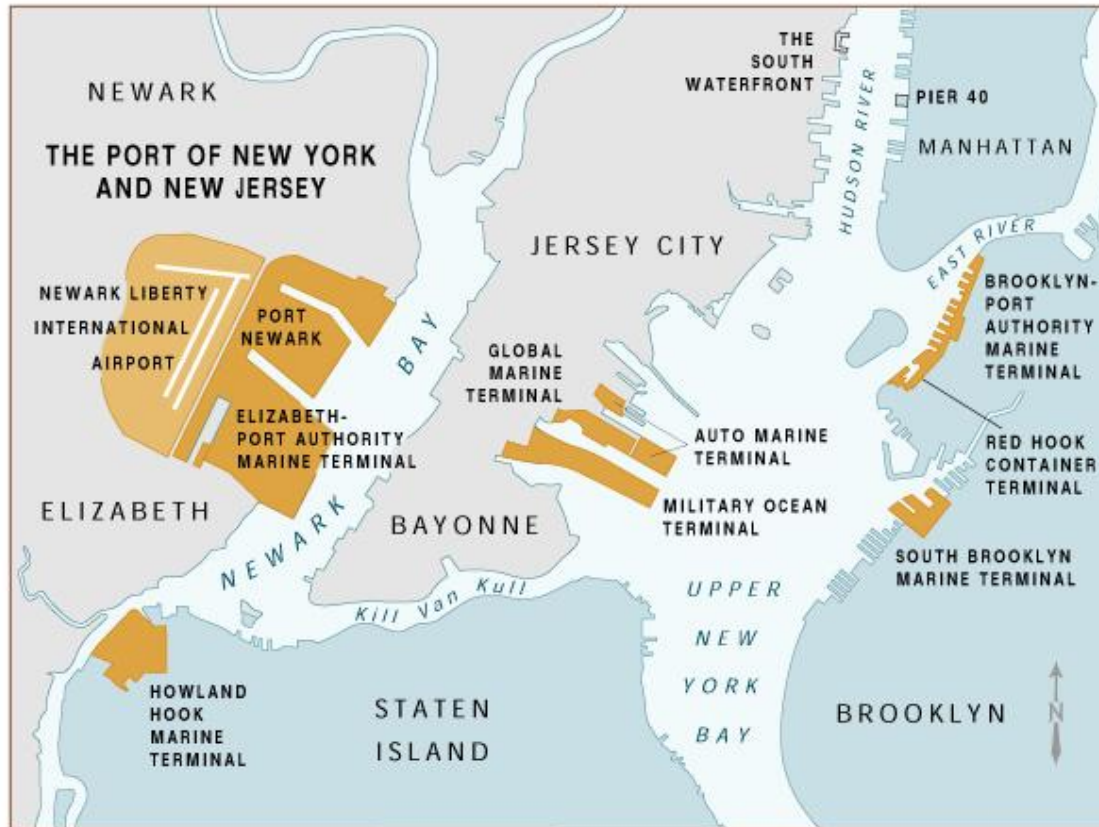 THE
SOUTH
WATERFRONT
HUDSON RIVER
PIER 40
MANHATTAN
NEWARK
THE PORT OF NEW YORK
AND NEW JERSEY
JERSEY CITY
EAST RIVER
NEWARK LIBERTY
INTERNATIONAL
AIRPORT
PORT
NEWARK
BROOKLYN-
PORT
AUTHORITY
MARINE
TERMINAL
GLOBAL
MARINE
TERMINAL
ELIZABETH-
PORT AUTHORITY
MARINE TERMINAL
AUTO MARINE
TERMINAL
RED HOOK
CONTAINER
TERMINAL
ELIZABETH
NEWARK BAY
BAYONNE
MILITARY OCEAN
TERMINAL
SOUTH BROOKLYN
MARINE TERMINAL
Kill Van Kull
UPPER
NEW
YORK
BAY
HOWLAND
HOOK
MARINE
TERMINAL
STATEN
ISLAND
BROOKLYN
N